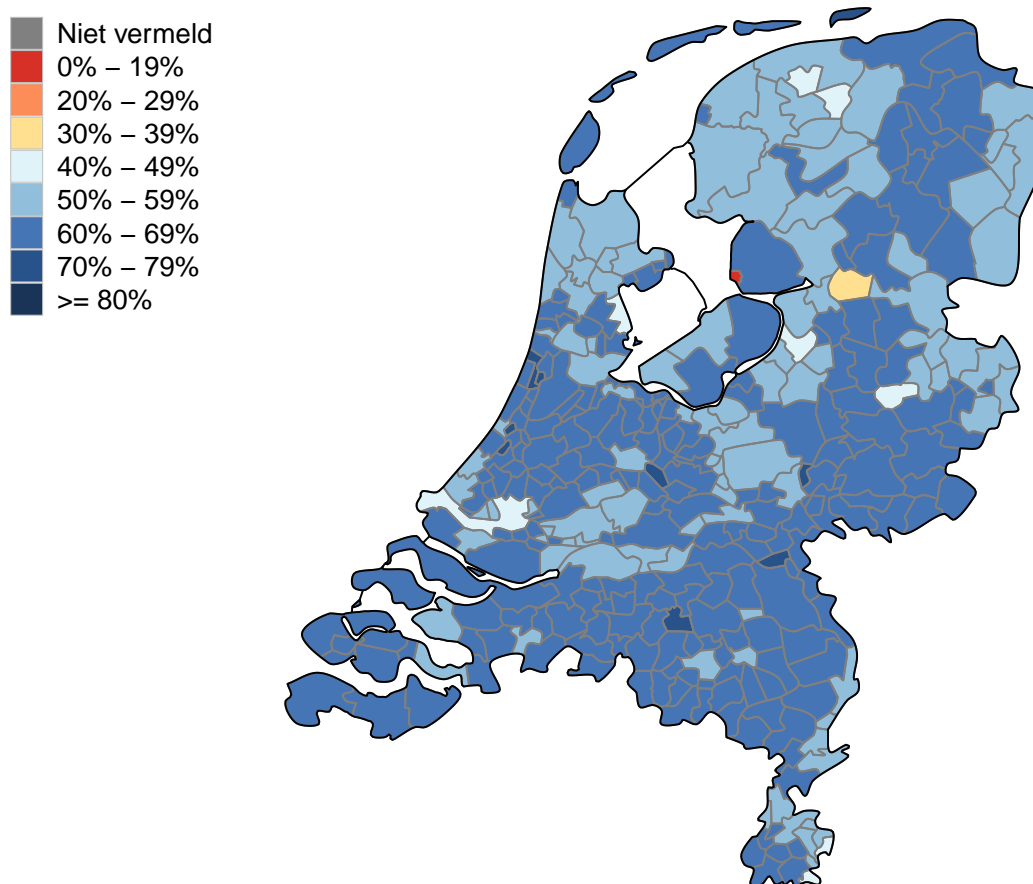 Niet vermeld
0% – 19%
20% – 29%
30% – 39%
40% – 49%
50% – 59%
60% – 69%
70% – 79%
>= 80%